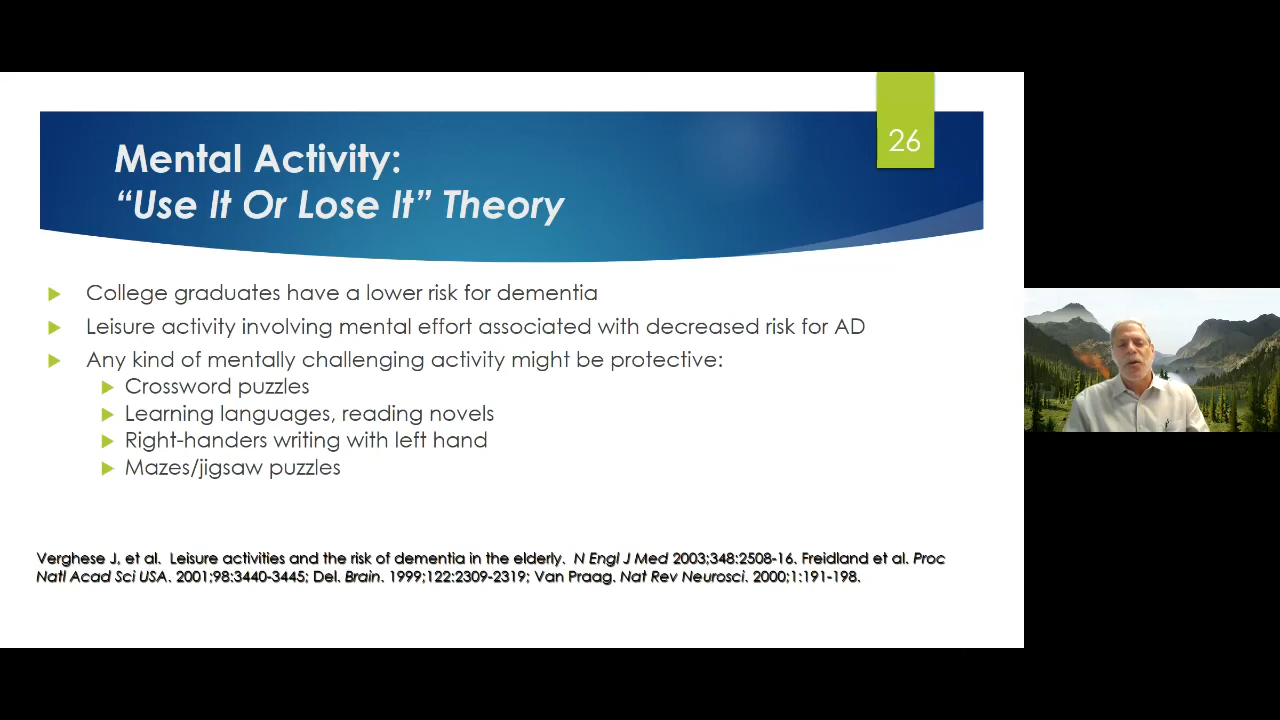 26
Mental Activity:
“Use It Or Lose It” Theory
College graduates have a lower risk for dementia
Leisure activity involving mental effort associated with decreased risk for AD
Any kind of mentally challenging activity might be protective:
Crossword puzzles
Learning languages, reading novels
Right-handers writing with left hand
Mazes/jigsaw puzzles
Verghese J, et al. Leisure activities and the risk of dementia in the elderly. N Engl J Med 2003;348:2508-16. Freidland et al. Proc
Natl Acad Sci USA. 2001;98:3440-3445; Del. Brain. 1999;122:2309-2319; Van Praag. Nat Rev Neurosci. 2000;1:191-198.